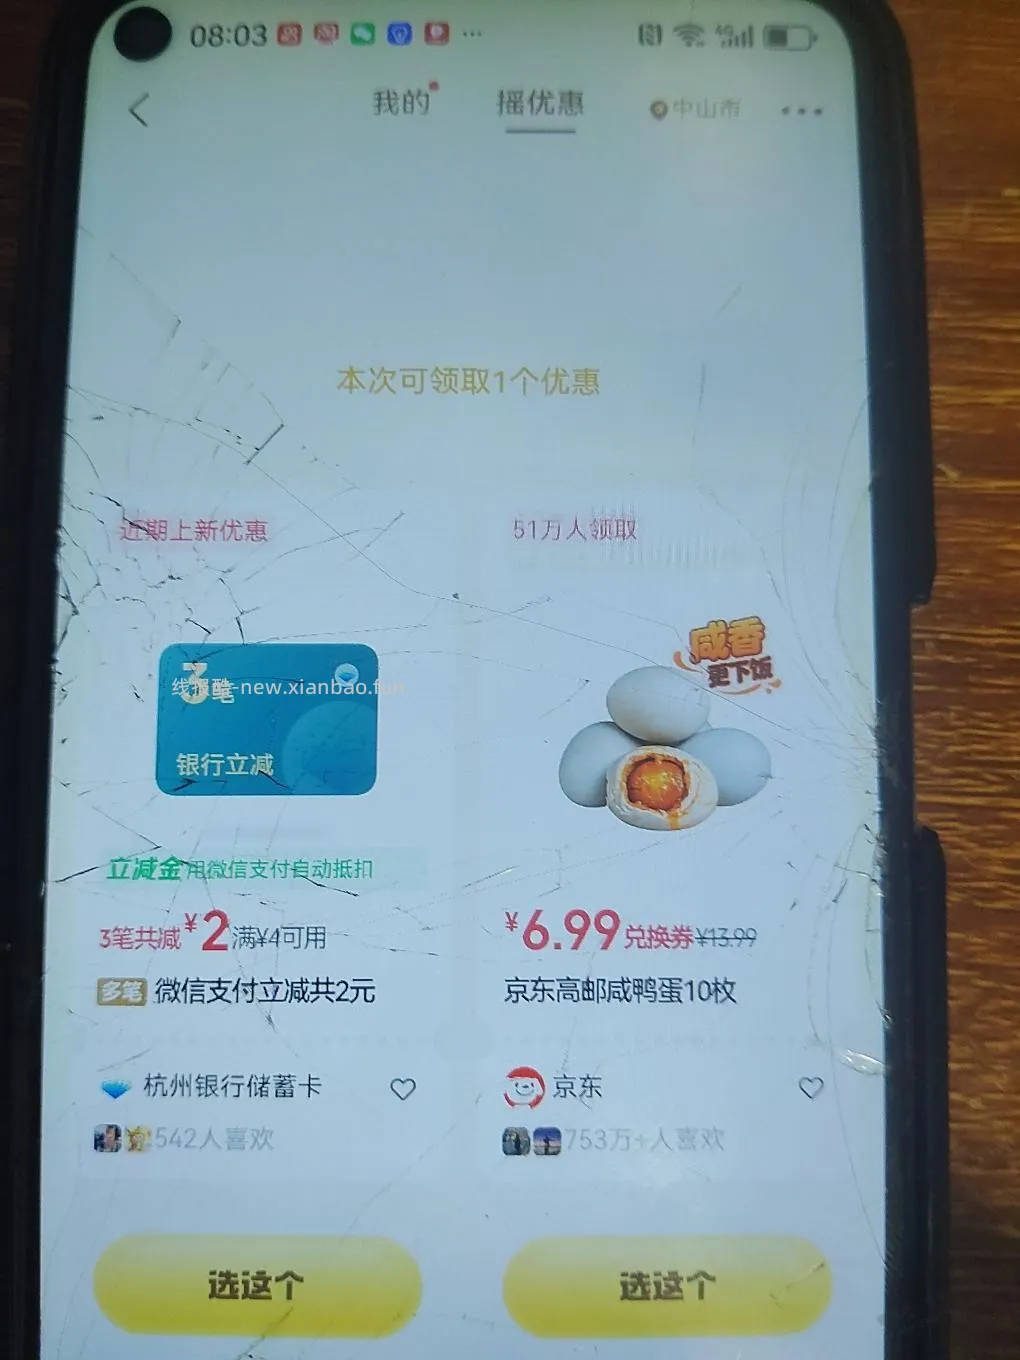 08:03
4G
我的
摇优惠
中山市
本次可领取1个优惠
近期上新优惠
51万人领取
3笔
线报酷-new.xianbao.fun
银行立减
咸香
更下饭
立减金用微信支付自动抵扣
3笔共减¥2满¥4可用
¥6.99兑换券¥13.99
多笔 微信支付立减共2元
京东高邮咸鸭蛋10枚
杭州银行储蓄卡
京东
542人喜欢
753万+人喜欢
选这个
选这个